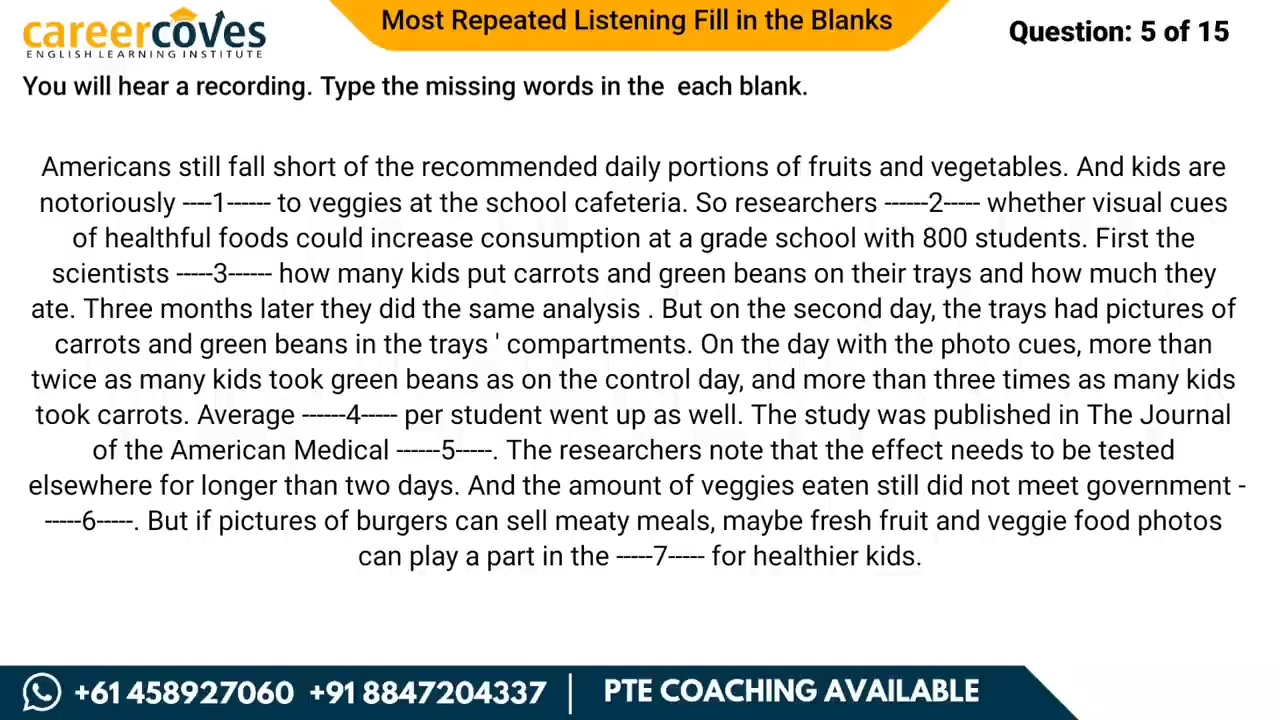 careercoves
ENGLISH LEARNING INSTITUTE
Most Repeated Listening Fill in the Blanks
Question: 5 of 15
You will hear a recording. Type the missing words in the  each blank.
Americans still fall short of the recommended daily portions of fruits and vegetables. And kids are
notoriously ----1------ to veggies at the school cafeteria. So researchers ------2----- whether visual cues
of healthful foods could increase consumption at a grade school with 800 students. First the
scientists -----3------ how many kids put carrots and green beans on their trays and how much they
ate. Three months later they did the same analysis . But on the second day, the trays had pictures of
carrots and green beans in the trays ' compartments. On the day with the photo cues, more than
twice as many kids took green beans as on the control day, and more than three times as many kids
took carrots. Average ------4----- per student went up as well. The study was published in The Journal
of the American Medical ------5-----. The researchers note that the effect needs to be tested
elsewhere for longer than two days. And the amount of veggies eaten still did not meet government -
-----6-----. But if pictures of burgers can sell meaty meals, maybe fresh fruit and veggie food photos
can play a part in the -----7----- for healthier kids.
+61 458927060  +91 8847204337 | PTE COACHING AVAILABLE